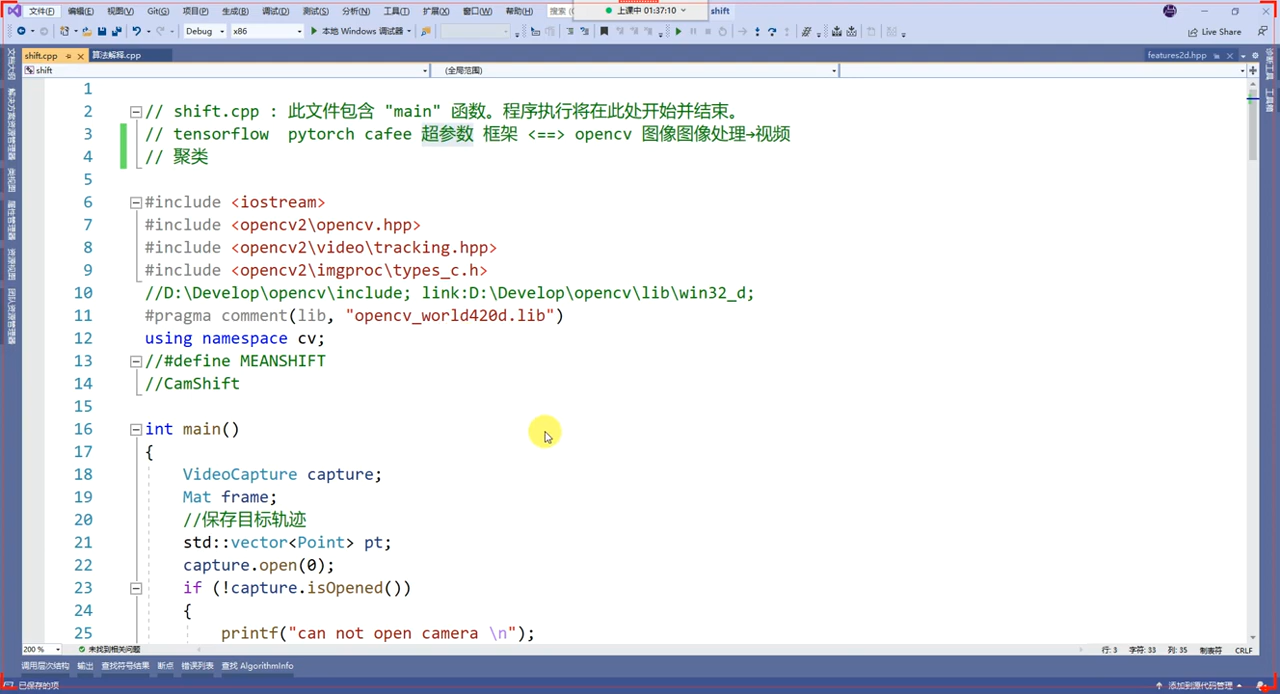 文件(F) 编辑(E) 视图(V) Git(G) 项目(P) 生成(B) 调试(D) 测试(S) 分析(N) 工具(T) 扩展(X) 窗口(W) 帮助(H) 搜索 上课中 01:37:10 shift
Debug x86 本地 Windows 调试器 Live Share
shift.cpp 算法解释.cpp features2d.hpp
shift (全局范围)
1
2 // shift.cpp : 此文件包含 "main" 函数。程序执行将在此处开始并结束。
3 // tensorflow  pytorch cafee 超参数 框架 <==> opencv 图像图像处理→视频
4 // 聚类
5
6 #include <iostream>
7 #include <opencv2\opencv.hpp>
8 #include <opencv2\video\tracking.hpp>
9 #include <opencv2\imgproc\types_c.h>
10 //D:\Develop\opencv\include; link:D:\Develop\opencv\lib\win32_d;
11 #pragma comment(lib, "opencv_world420d.lib")
12 using namespace cv;
13 //#define MEANSHIFT
14 //CamShift
15
16 int main()
17 {
18 VideoCapture capture;
19 Mat frame;
20 //保存目标轨迹
21 std::vector<Point> pt;
22 capture.open(0);
23 if (!capture.isOpened())
24 {
25 printf("can not open camera \n");
200 % 未找到相关问题 行: 3 字符: 33 列: 35 制表符 CRLF
调用层次结构 输出 查找符号结果 断点 错误列表 查找 AlgorithmInfo
已保存的项 添加到源代码管理